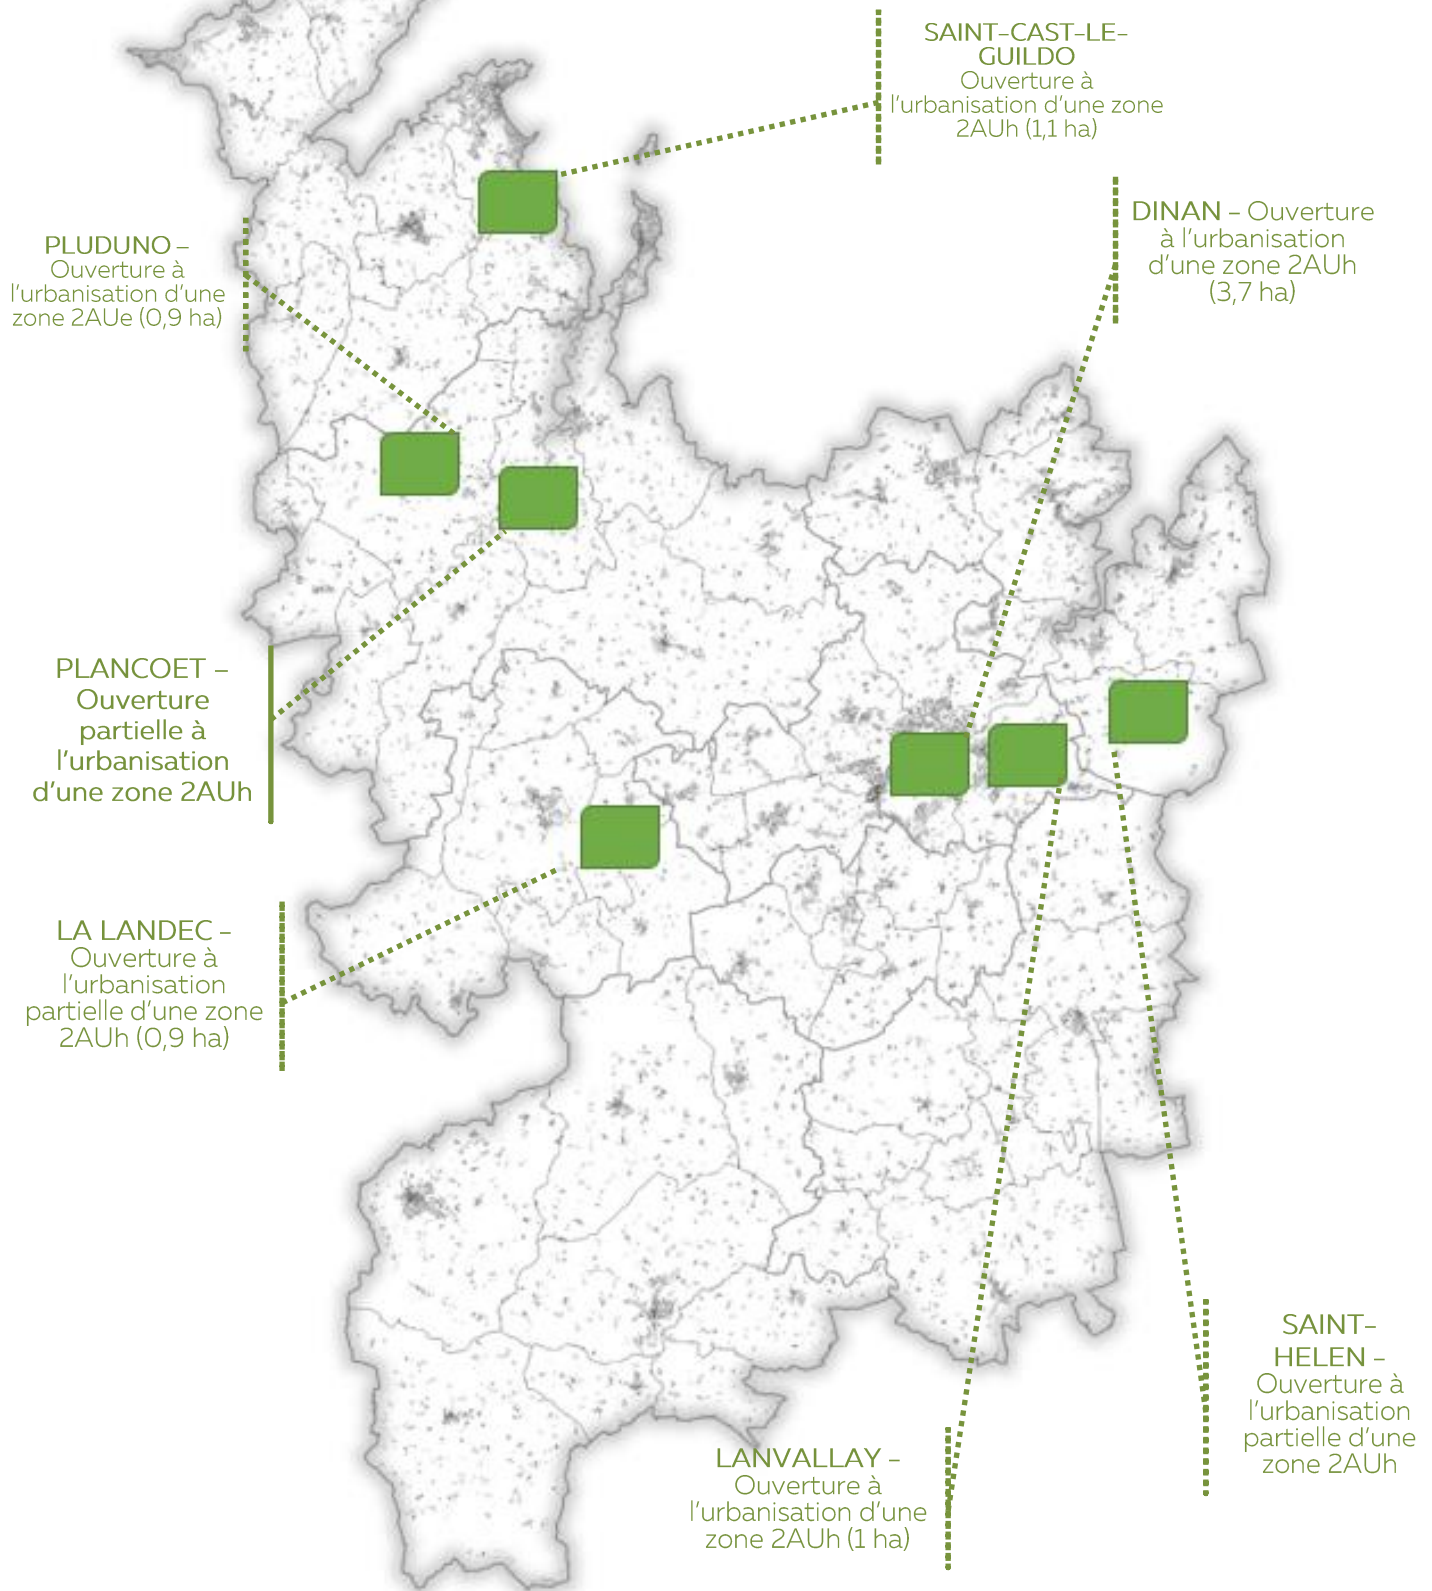 SAINT-CAST-LE-
GUILDO
Ouverture à
l'urbanisation d'une zone
2AUh (1,1 ha)
DINAN – Ouverture
à l'urbanisation
d'une zone 2AUh
(3,7 ha)
PLUDUNO –
Ouverture à
l'urbanisation d'une
zone 2AUe (0,9 ha)
PLANCOET –
Ouverture
partielle à
l'urbanisation
d'une zone 2AUh
LA LANDEC –
Ouverture à
l'urbanisation
partielle d'une zone
2AUh (0,9 ha)
SAINT-
HELEN –
Ouverture à
l'urbanisation
partielle d'une
zone 2AUh
LANVALLAY –
Ouverture à
l'urbanisation d'une
zone 2AUh (1 ha)